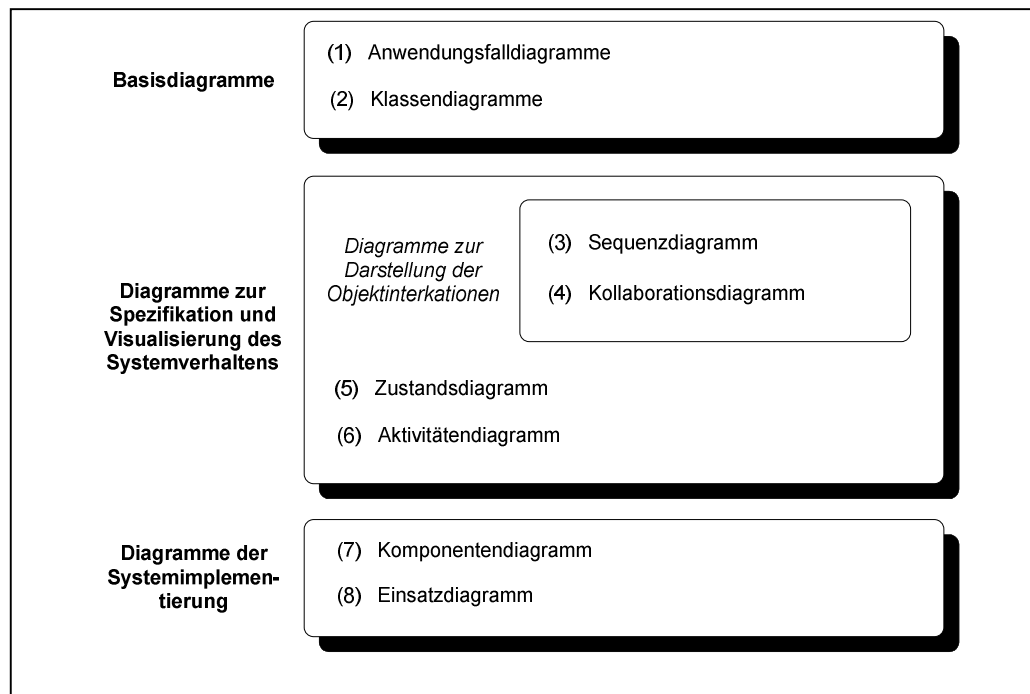 Basisdiagramme
(1) Anwendungsfalldiagramme
(2) Klassendiagramme
Diagramme zur
Spezifikation und
Visualisierung des
Systemverhaltens
Diagramme zur
Darstellung der
Objektinterkationen
(3) Sequenzdiagramm
(4) Kollaborationsdiagramm
(5) Zustandsdiagramm
(6) Aktivitätendiagramm
Diagramme der
Systemimplemen-
tierung
(7) Komponentendiagramm
(8) Einsatzdiagramm